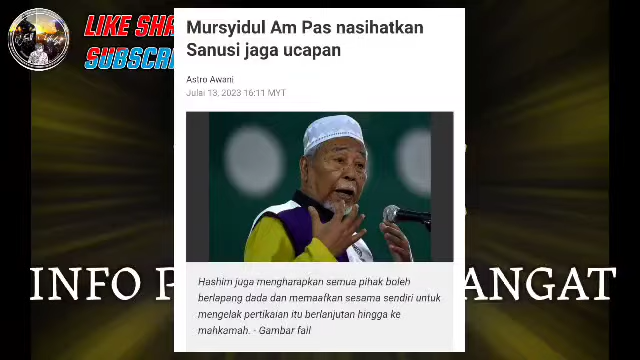 LIKE SHA
SUBSC
Mursyidul Am Pas nasihatkan
Sanusi jaga ucapan
Astro Awani
Julai 13, 2023 16:11 MYT
INFO P
ANGAT
Hashim juga mengharapkan semua pihak boleh
berlapang dada dan memaafkan sesama sendiri untuk
mengelak pertikaian itu berlanjutan hingga ke
mahkamah. - Gambar fail